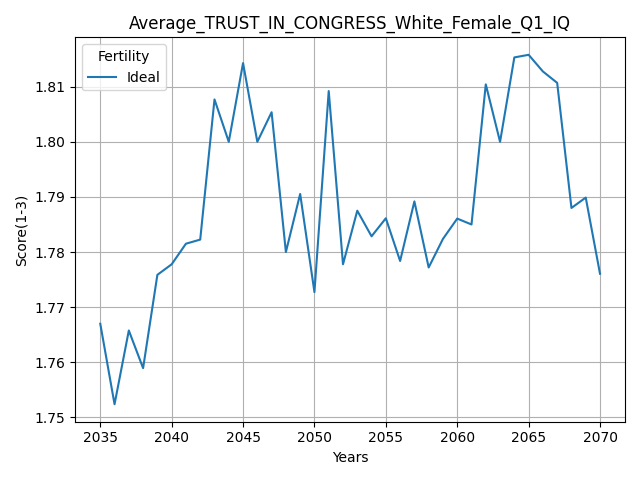 Average_TRUST_IN_CONGRESS_White_Female_Q1_IQ
Fertility
Ideal
Score(1-3)
1.81
1.80
1.79
1.78
1.77
1.76
1.75
2035 2040 2045 2050 2055 2060 2065 2070
Years